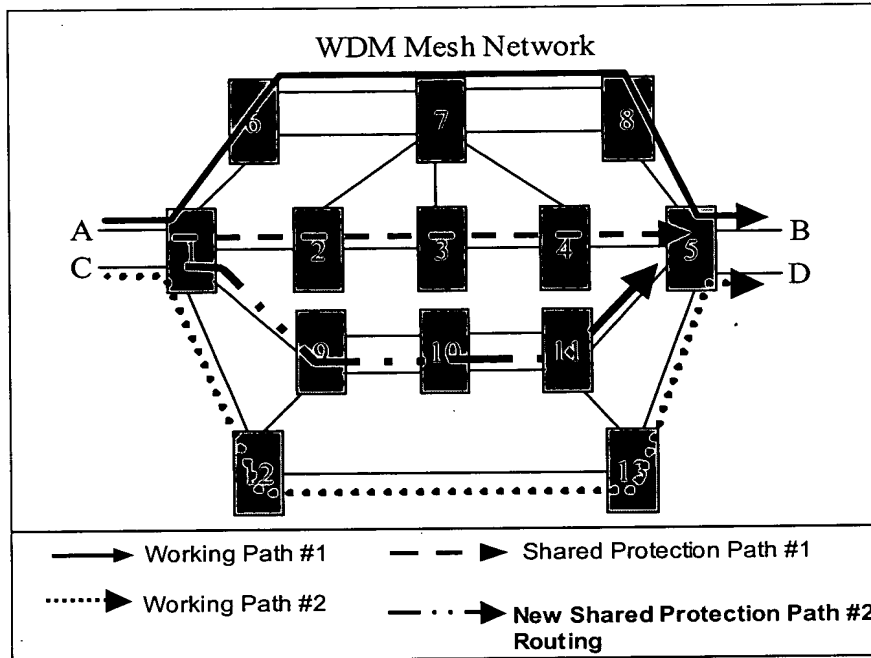 WDM Mesh Network
6 7 8
A 1 2 3 4 5 B
C D
9 10 11
12 13
Working Path #1
Shared Protection Path #1
Working Path #2
New Shared Protection Path #2
Routing